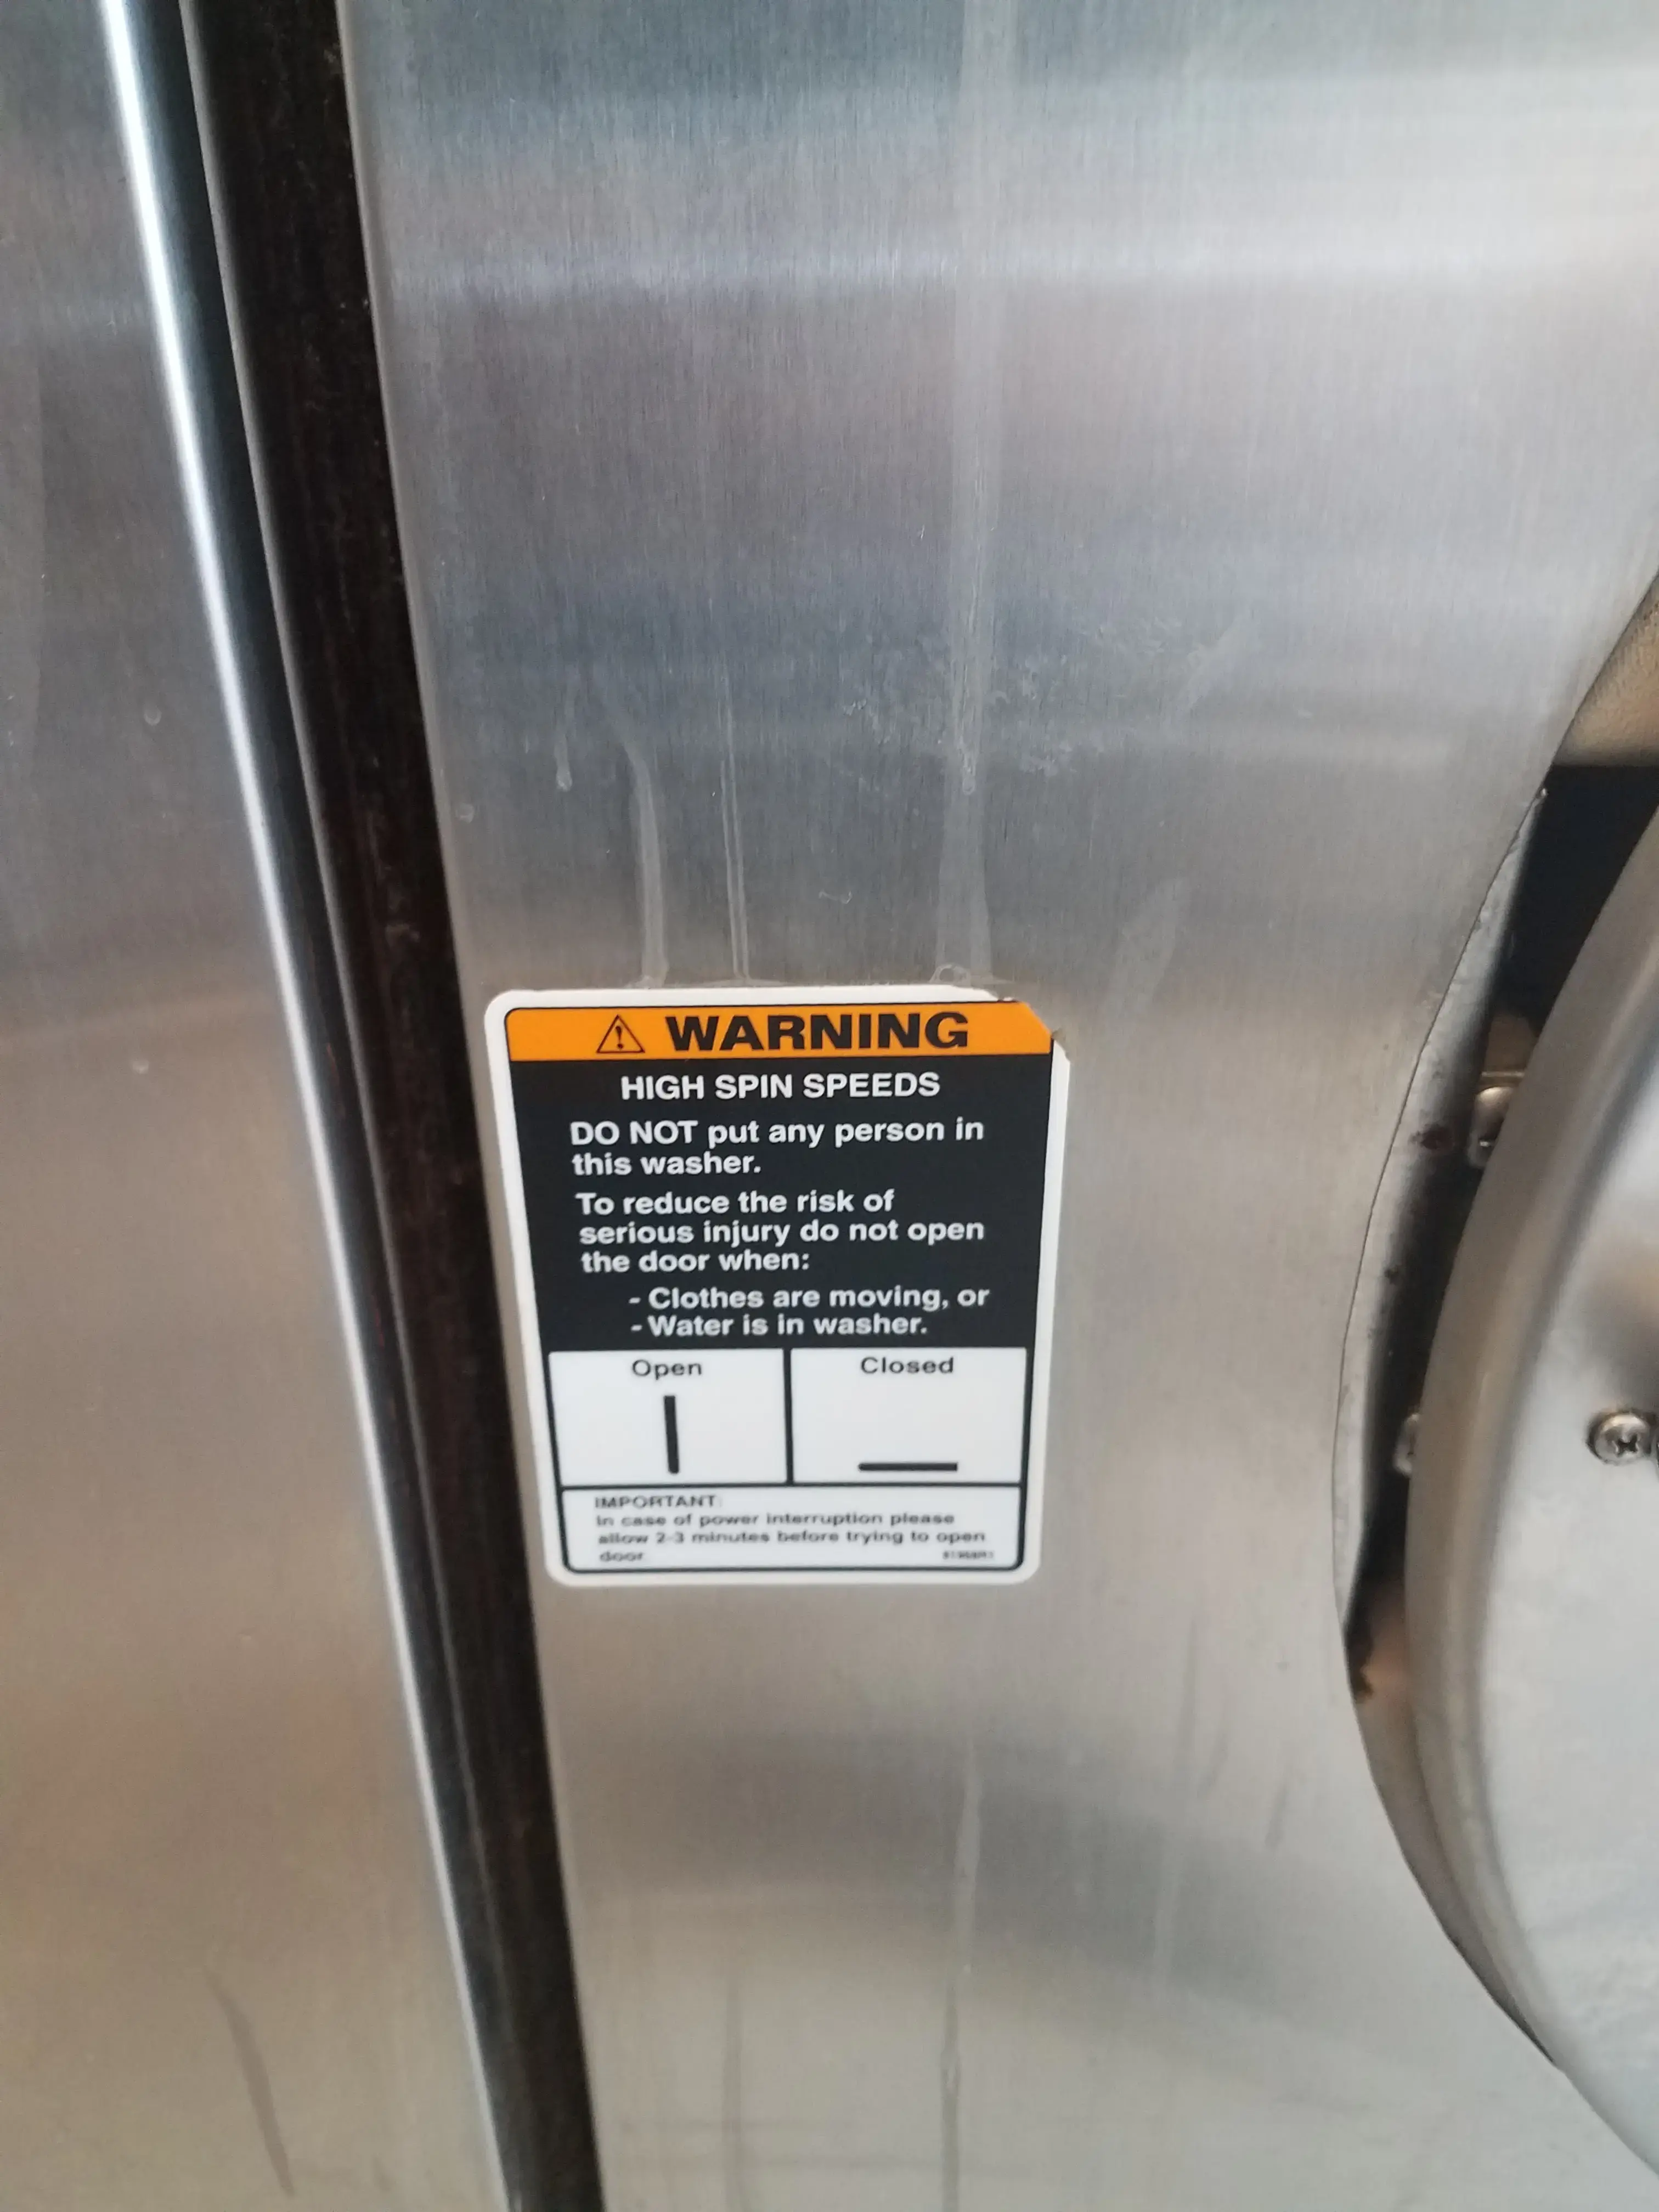 WARNING
HIGH SPIN SPEEDS
DO NOT put any person in
this washer.
To reduce the risk of
serious injury do not open
the door when:
- Clothes are moving, or
- Water is in washer.
Open
Closed
IMPORTANT:
In case of power interruption please
allow 2-3 minutes before trying to open
door